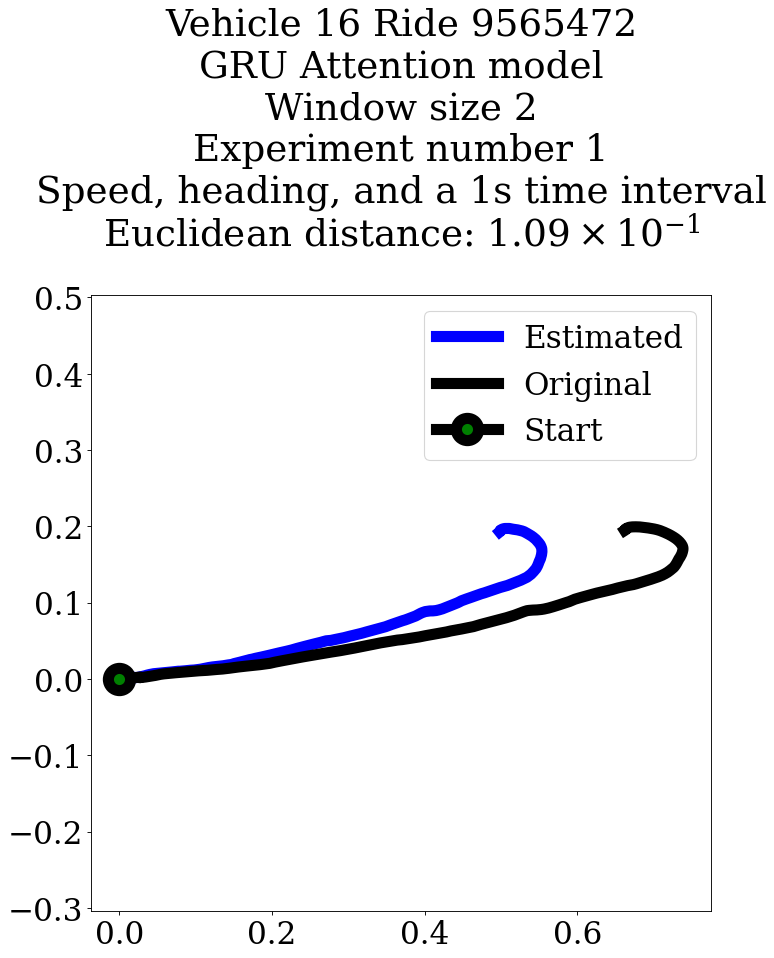 Vehicle 16 Ride 9565472
GRU Attention model
Window size 2
Experiment number 1
Speed, heading, and a 1s time interval
Euclidean distance: 1.09 × 10⁻¹
Estimated
Original
Start
0.5
0.4
0.3
0.2
0.1
0.0
−0.1
−0.2
−0.3
0.0 0.2 0.4 0.6